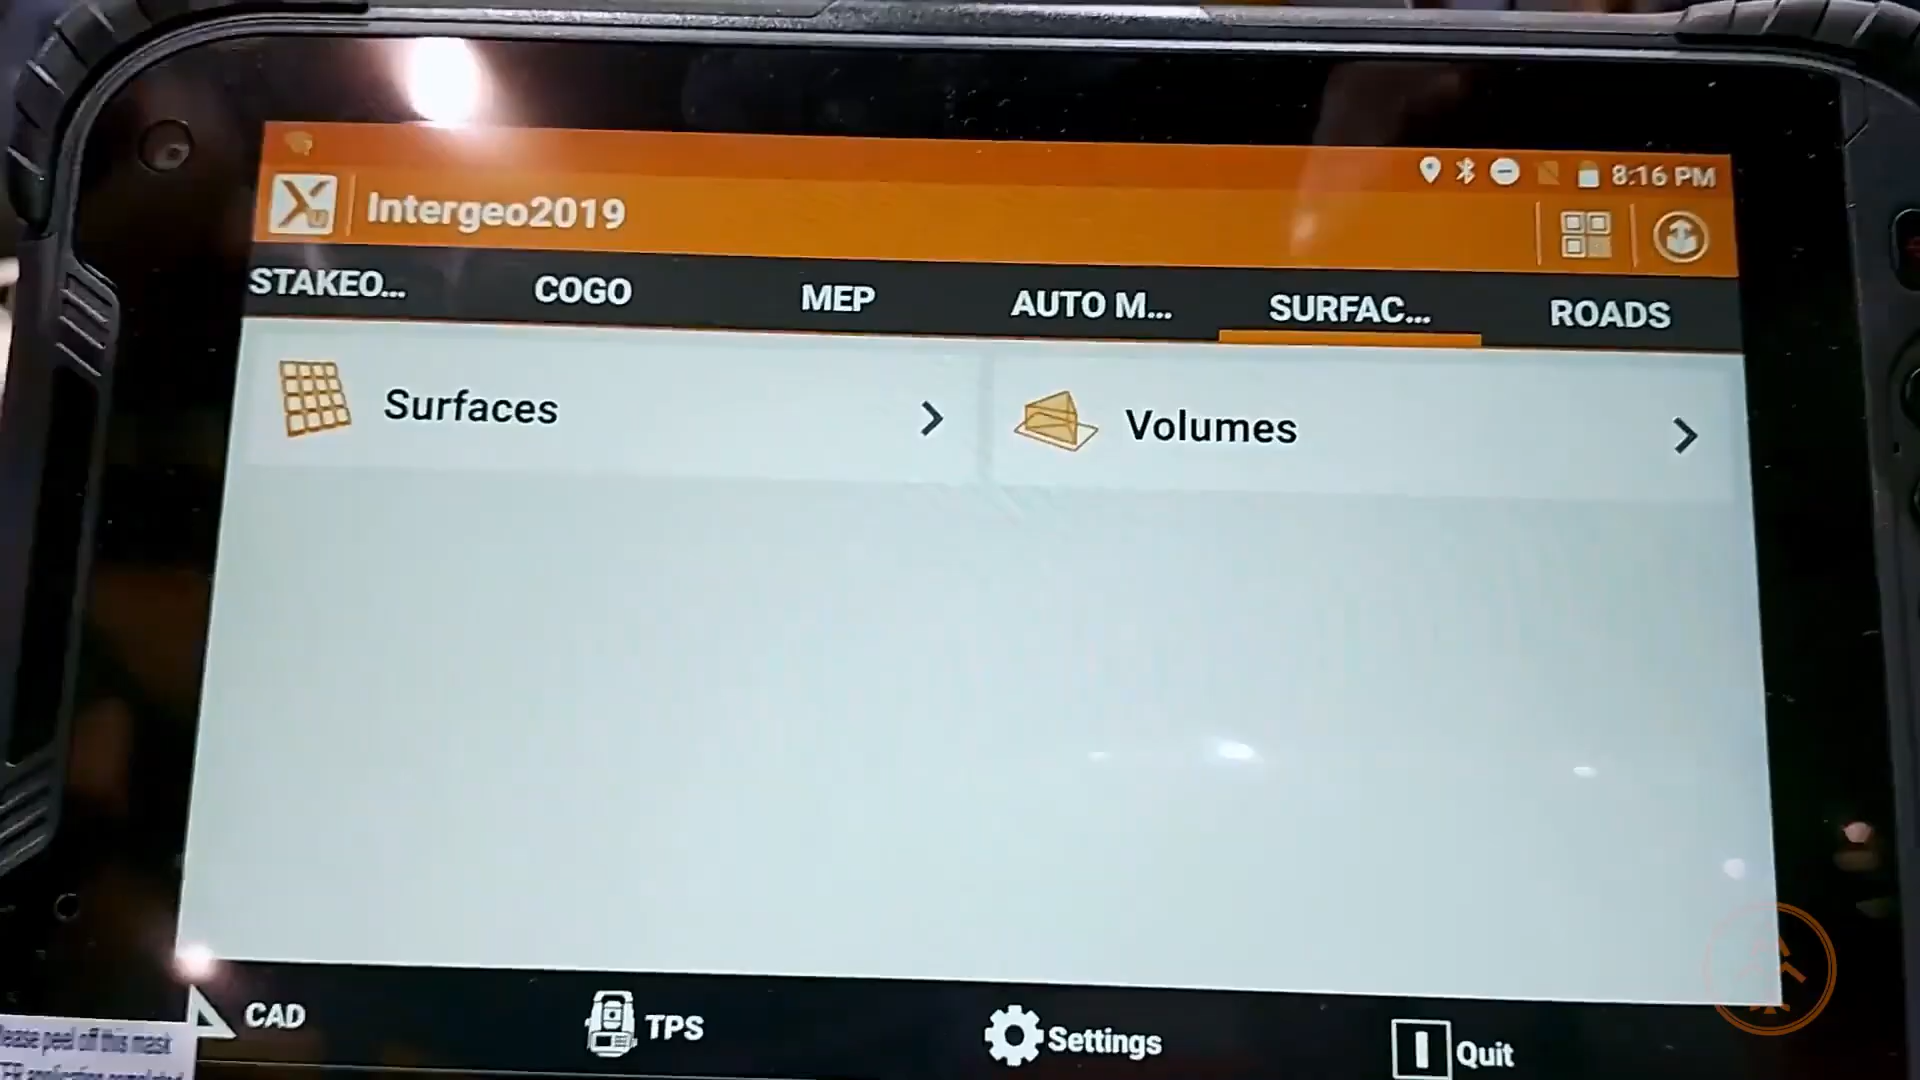 8:16 PM
Intergeo2019
STAKEO... COGO MEP AUTO M... SURFAC... ROADS
Surfaces Volumes
CAD TPS Settings Quit
lease peel off this mask